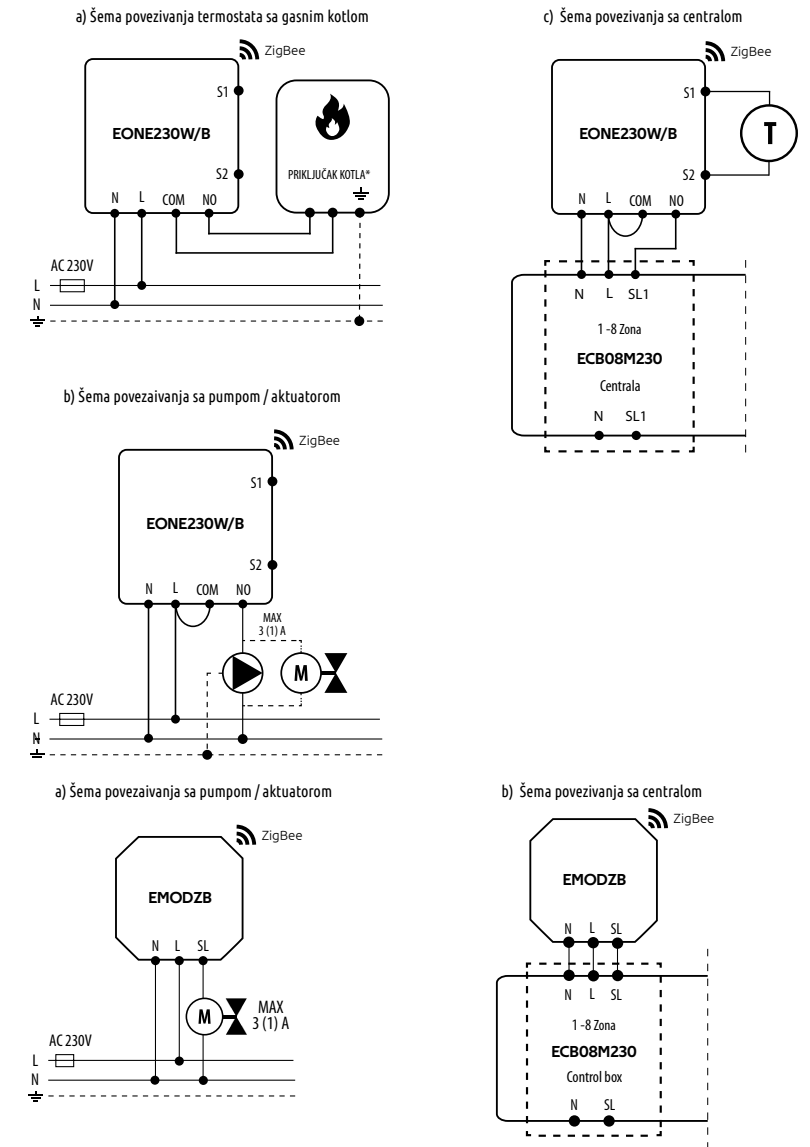 a) Šema povezivanja termostata sa gasnim kotlom
ZigBee
S1
EONE230W/B
S2
N L COM NO
PRIKLJUČAK KOTLA*
AC 230V
L
N
c) Šema povezivanja sa centralom
ZigBee
S1
EONE230W/B
T
S2
N L COM NO
N L SL1
1 -8 Zona
ECB08M230
Centrala
N SL1
b) Šema povezaivanja sa pumpom / aktuatorom
ZigBee
S1
EONE230W/B
S2
N L COM NO
MAX
3 (1) A
M
AC 230V
L
N
a) Šema povezaivanja sa pumpom / aktuatorom
ZigBee
EMODZB
N L SL
M
MAX
3 (1) A
AC 230V
L
N
b) Šema povezivanja sa centralom
ZigBee
EMODZB
N L SL
N L SL
1 -8 Zona
ECB08M230
Control box
N SL